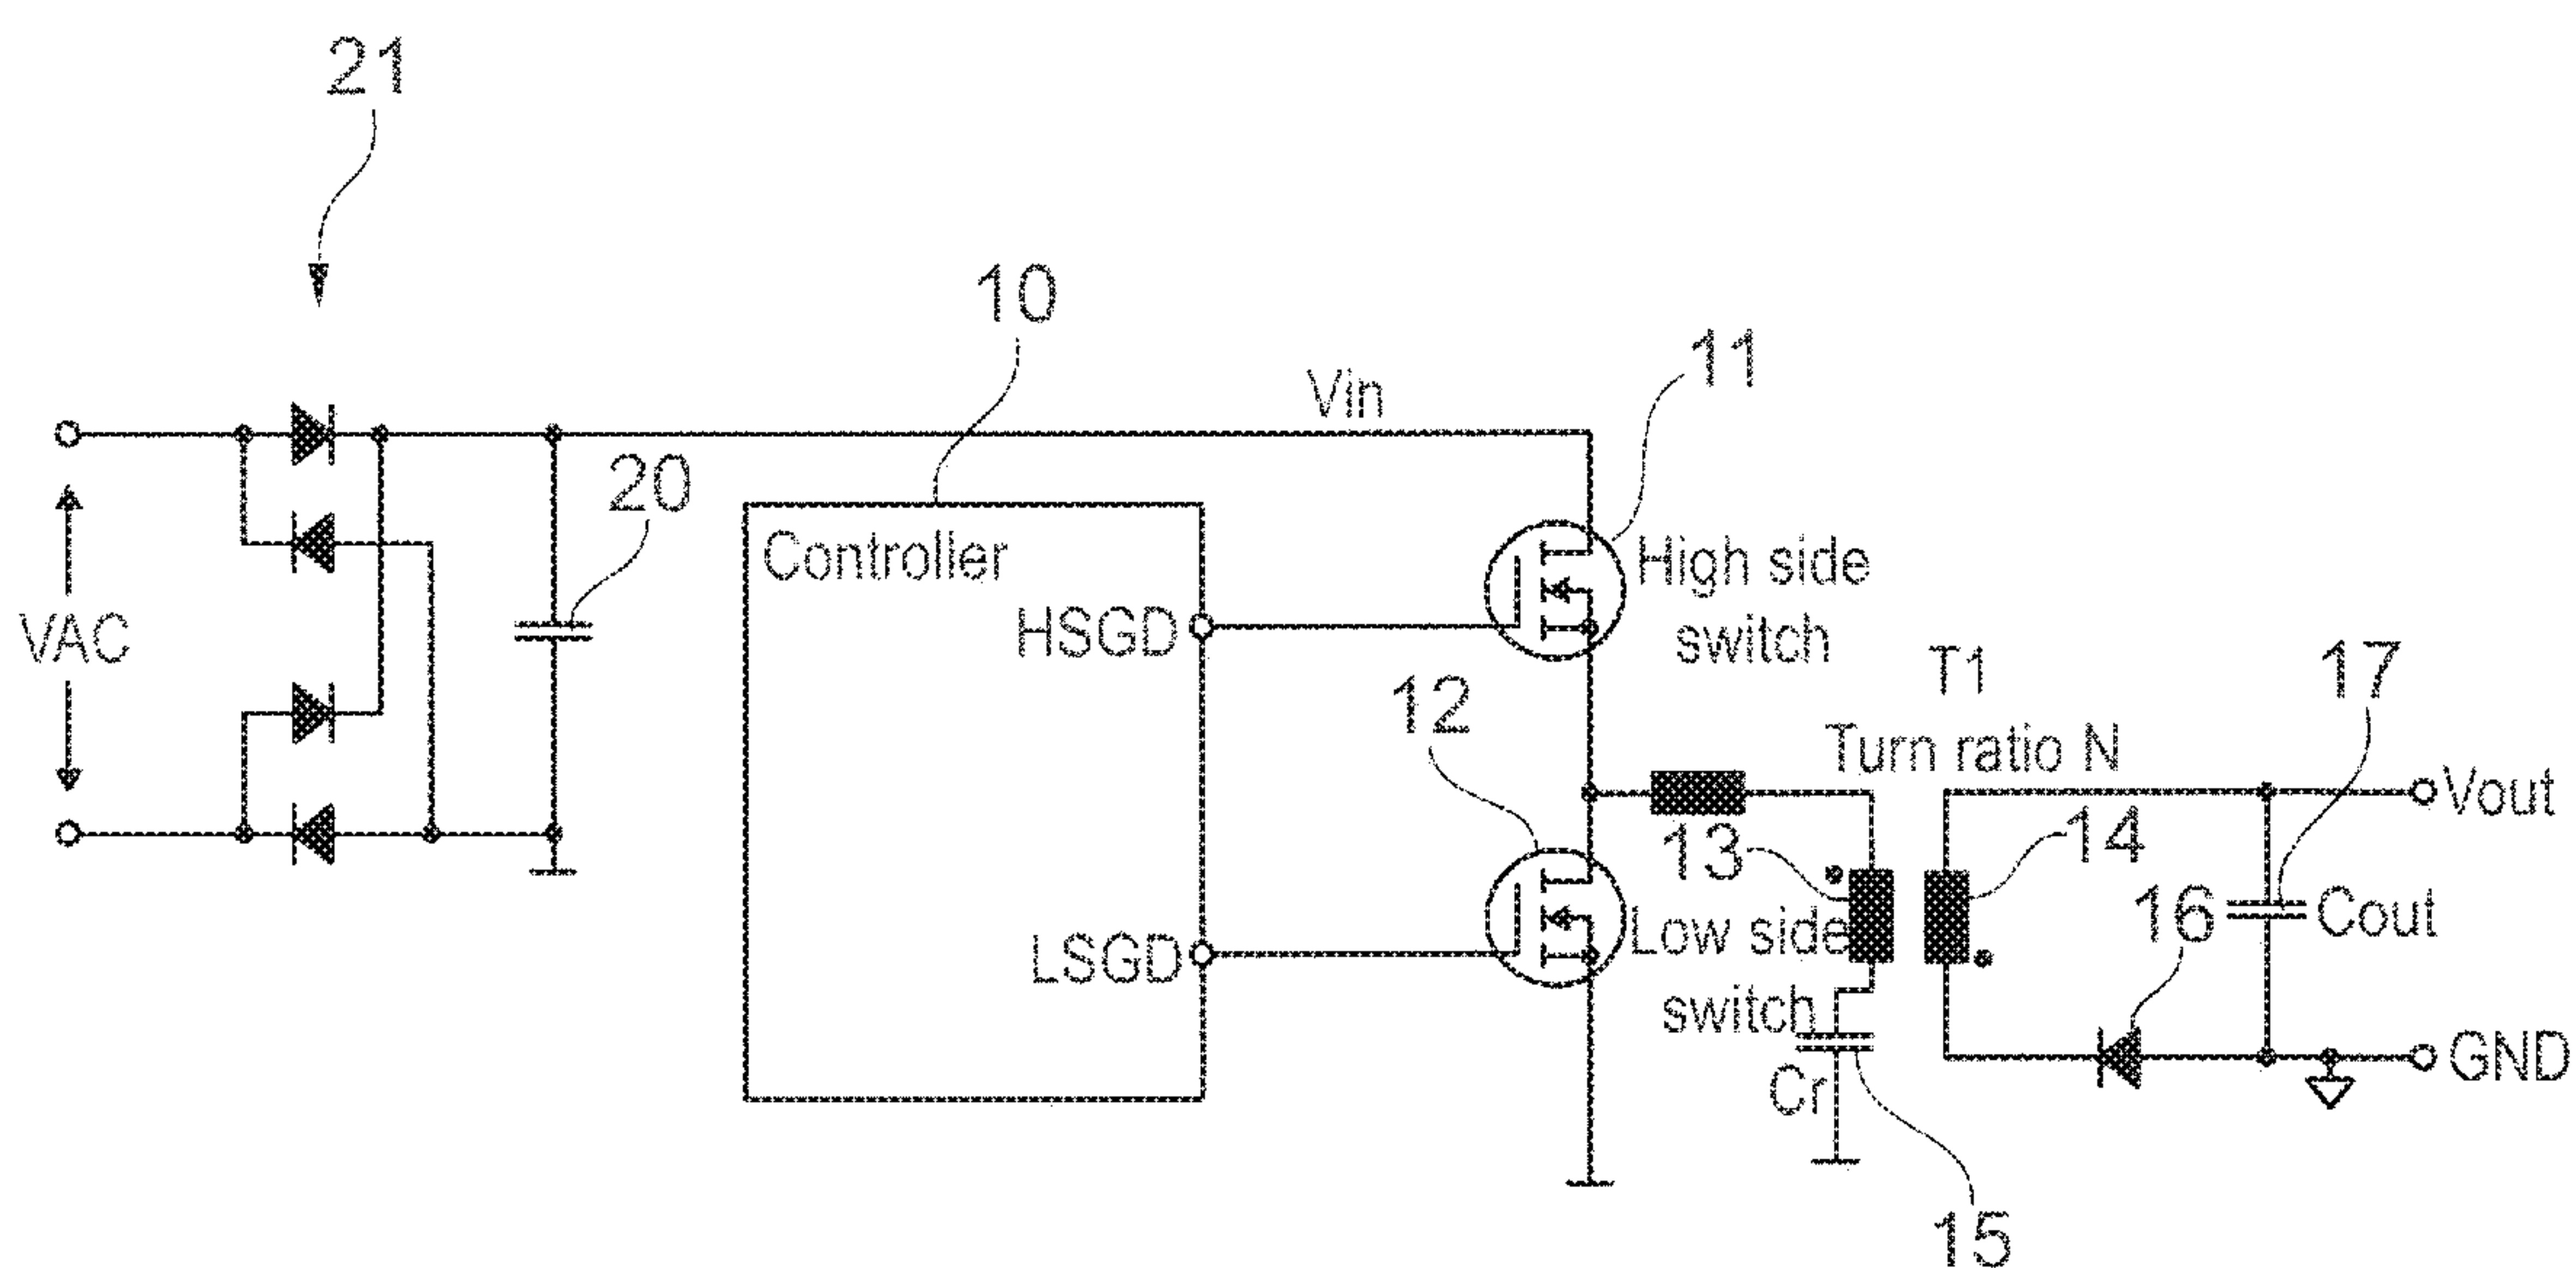 21
10
11
Vin
20
Controller
High side
switch
HSGD
VAC
T1
17
12
Turn ratio N
Vout
13
14
16
Cout
Low side
LSGD
switch
GND
Cr
15